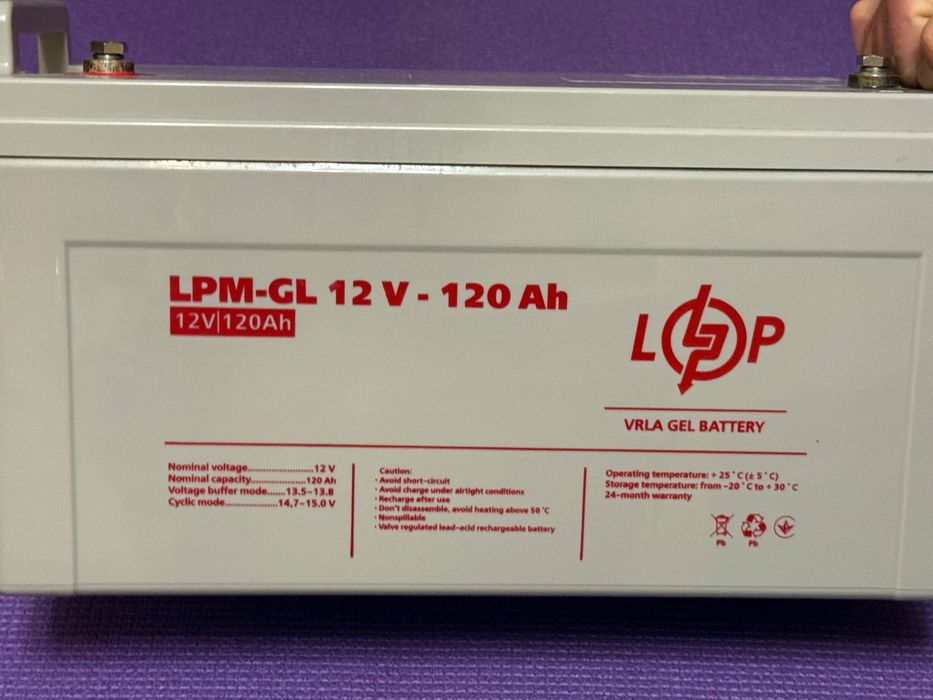 LPM-GL 12 V - 120 Ah
12V|120Ah
L P
VRLA GEL BATTERY
Nominal voltage......................12 V
Nominal capacity..................120 Ah
Voltage buffer mode......13.5–13.8
Cyclic mode..................14,7–15.0 V
Caution:
· Avoid short-circuit
· Avoid charge under airtight conditions
· Recharge after use
· Don't disassemble, avoid heating above 50 °C
· Nonspillable
· Valve regulated lead-acid rechargeable battery
Operating temperature: + 25 °C (± 5 °C)
Storage temperature: from –20 °C to + 30 °C
24-month warranty
Pb Pb